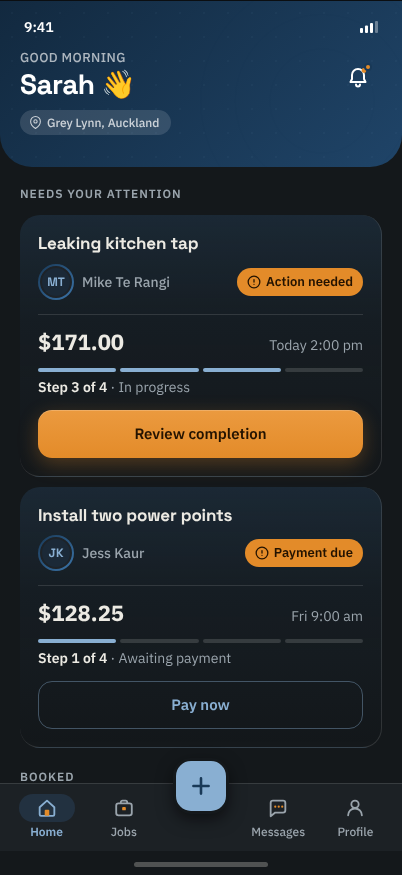 9:41
GOOD MORNING
Sarah 👋
Grey Lynn, Auckland
NEEDS YOUR ATTENTION
Leaking kitchen tap
MT Mike Te Rangi Action needed
$171.00 Today 2:00 pm
Step 3 of 4 · In progress
Review completion
Install two power points
JK Jess Kaur Payment due
$128.25 Fri 9:00 am
Step 1 of 4 · Awaiting payment
Pay now
BOOKED
Home Jobs Messages Profile